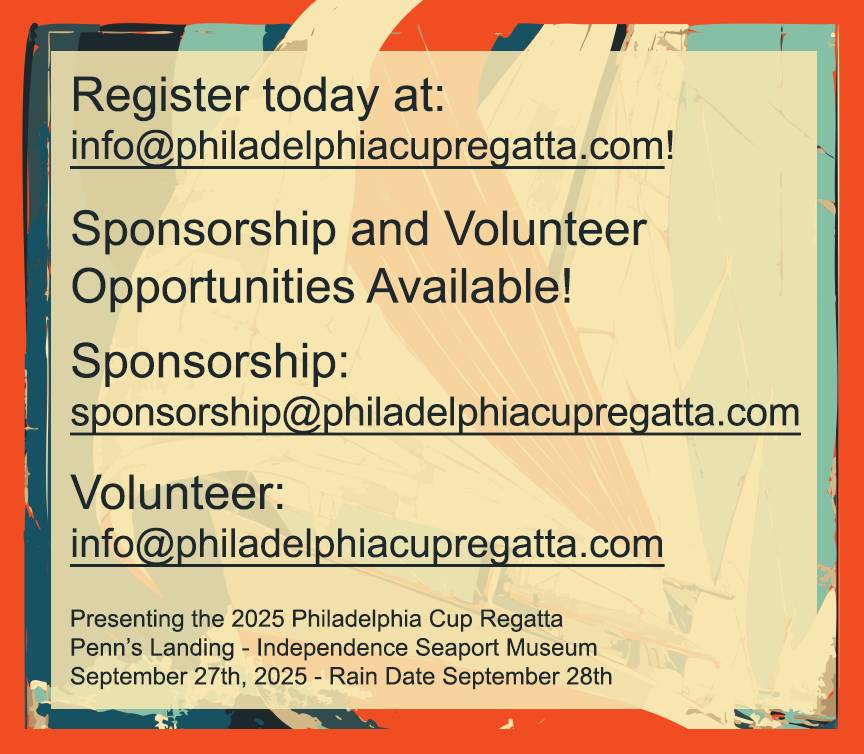 Register today at:
info@philadelphiacupregatta.com!
Sponsorship and Volunteer
Opportunities Available!
Sponsorship:
sponsorship@philadelphiacupregatta.com
Volunteer:
info@philadelphiacupregatta.com
Presenting the 2025 Philadelphia Cup Regatta
Penn’s Landing - Independence Seaport Museum
September 27th, 2025 - Rain Date September 28th